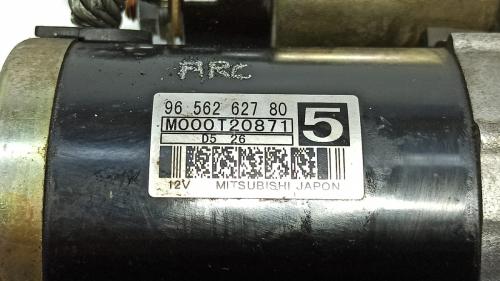 ARC
96 562 627 80
M000T20871 5
D5 26
12V MITSUBISHI JAPON